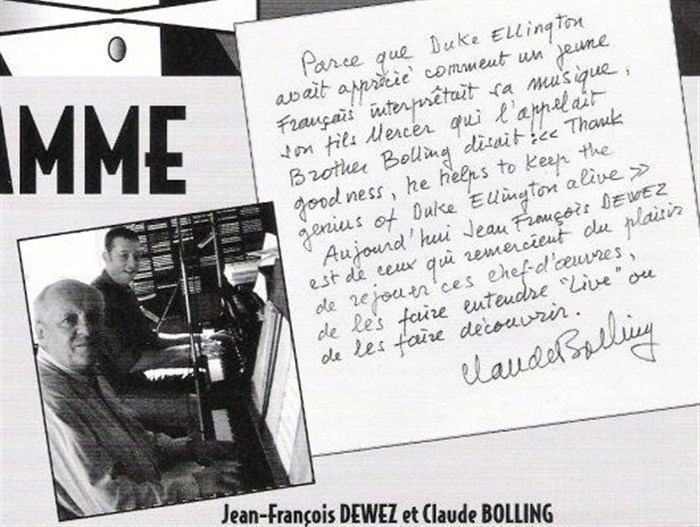 AMME
Parce que Duke Ellington
avait apprécié comment un jeune
Français interprêtait sa musique,
son fils Mercer qui l'appelait
Brother Bolling disait : << Thank
goodness, he helps to keep the
genius of Duke Ellington alive >>
Aujourd'hui Jean François DEWEZ
est de ceux qui remercient du plaisir
de rejouer ces chef-d'œuvres,
de les faire entendre "Live" ou
de les faire découvrir.
Claude Bolling
Jean-François DEWEZ et Claude BOLLING